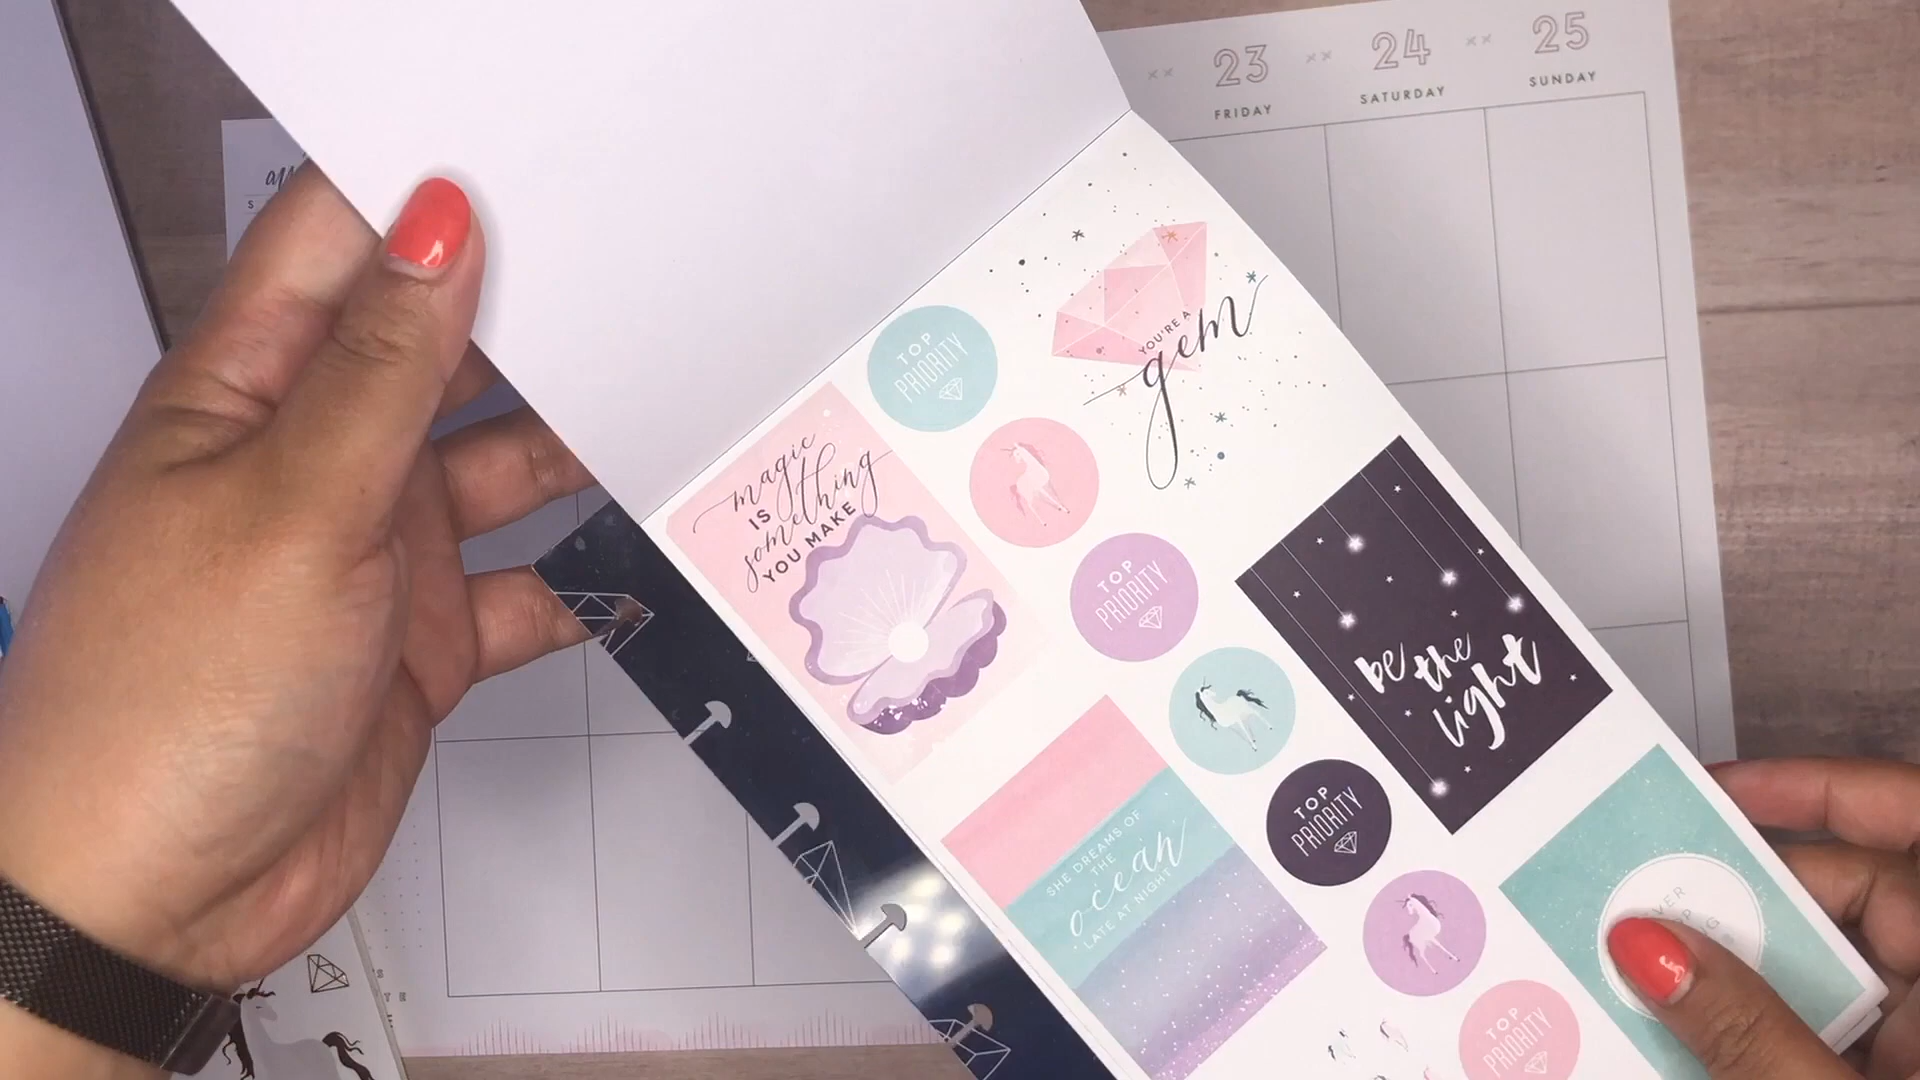 23
24
25
FRIDAY
SATURDAY
SUNDAY
S
YOU'RE A
gem
TOP
PRIORITY
magic
IS
something
YOU MAKE
TOP
PRIORITY
be the
light
SHE DREAMS OF
THE
ocean
LATE AT NIGHT
TOP
PRIORITY
TOP
PRIORITY